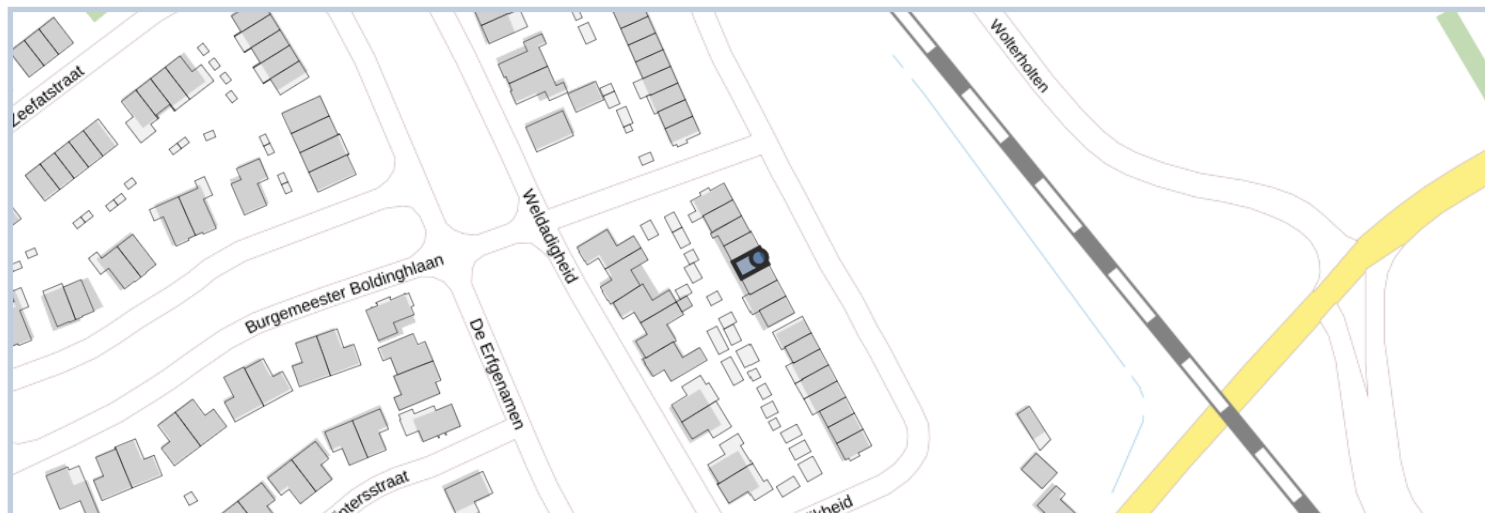 Wolterholten
Zeefatstraat
Weldadigheid
Burgemeester Boldinghlaan
De Erfgenamen